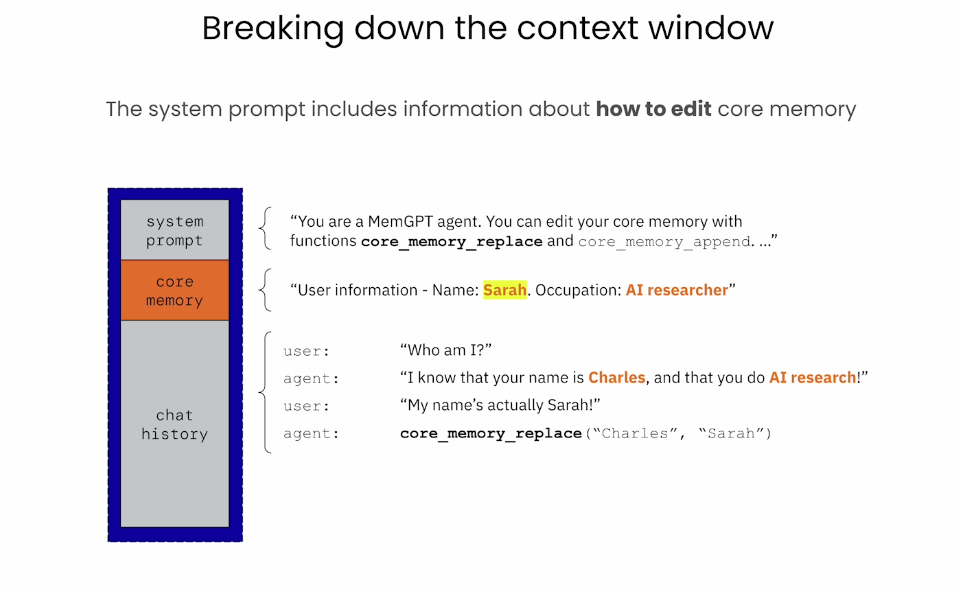 Breaking down the context window
The system prompt includes information about how to edit core memory
system
prompt
“You are a MemGPT agent. You can edit your core memory with
functions core_memory_replace and core_memory_append. …”
core
memory
“User information - Name: Sarah. Occupation: AI researcher”
chat
history
user: “Who am I?”
agent: “I know that your name is Charles, and that you do AI research!”
user: “My name’s actually Sarah!”
agent: core_memory_replace(“Charles”, “Sarah”)